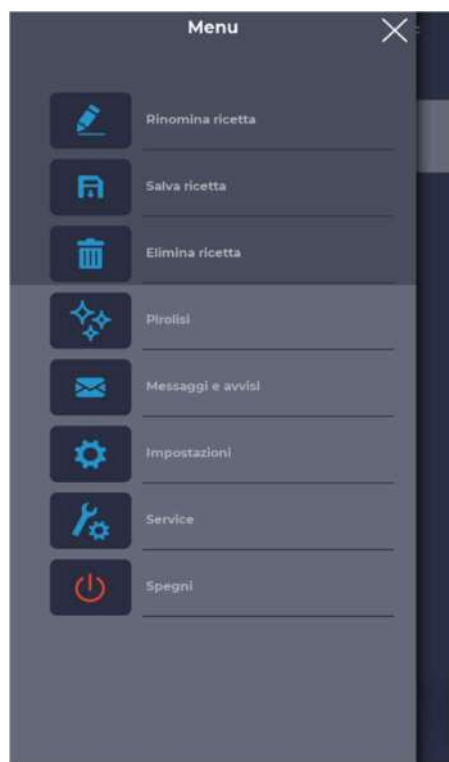 Menu
Rinomina ricetta
Salva ricetta
Elimina ricetta
Pirolisi
Messaggi e avvisi
Impostazioni
Service
Spegni